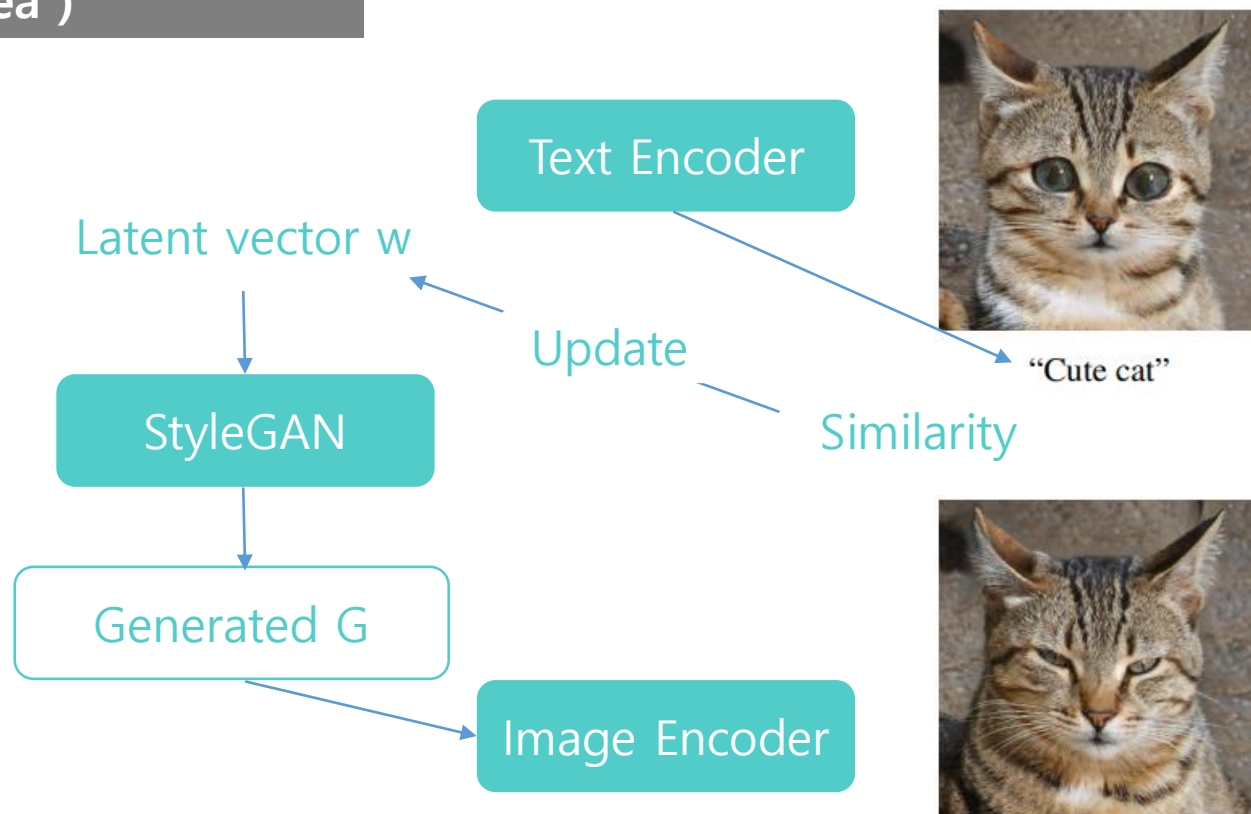 ea )
Text Encoder
Latent vector w
Update
“Cute cat”
StyleGAN
Similarity
Generated G
Image Encoder